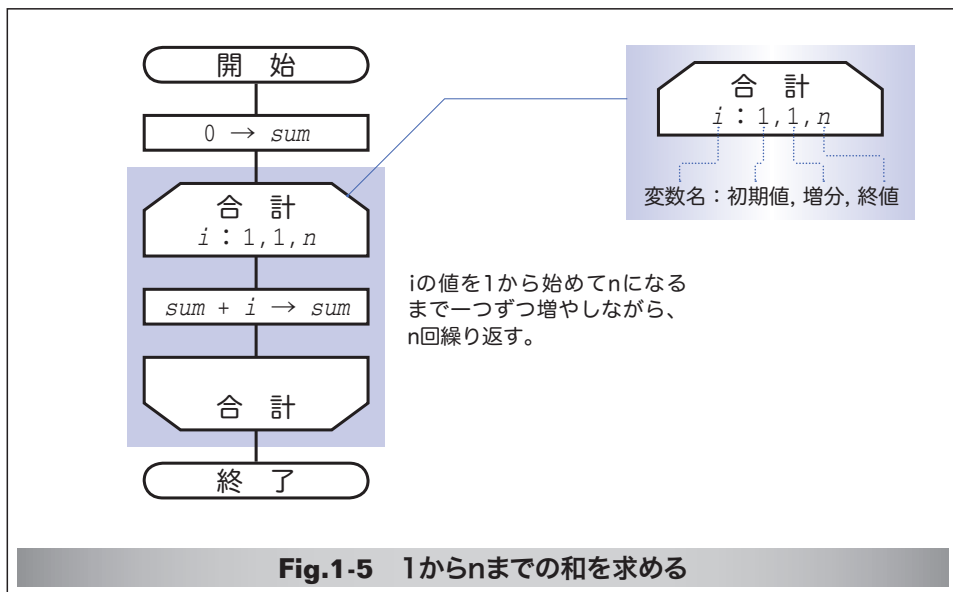 開 始
0 → sum
合 計
i : 1,1,n
sum + i → sum
合 計
終 了
合 計
i : 1,1,n
変数名：初期値, 増分, 終値
iの値を1から始めてnになる
まで一つずつ増やしながら、
n回繰り返す。
Fig.1-5 1からnまでの和を求める